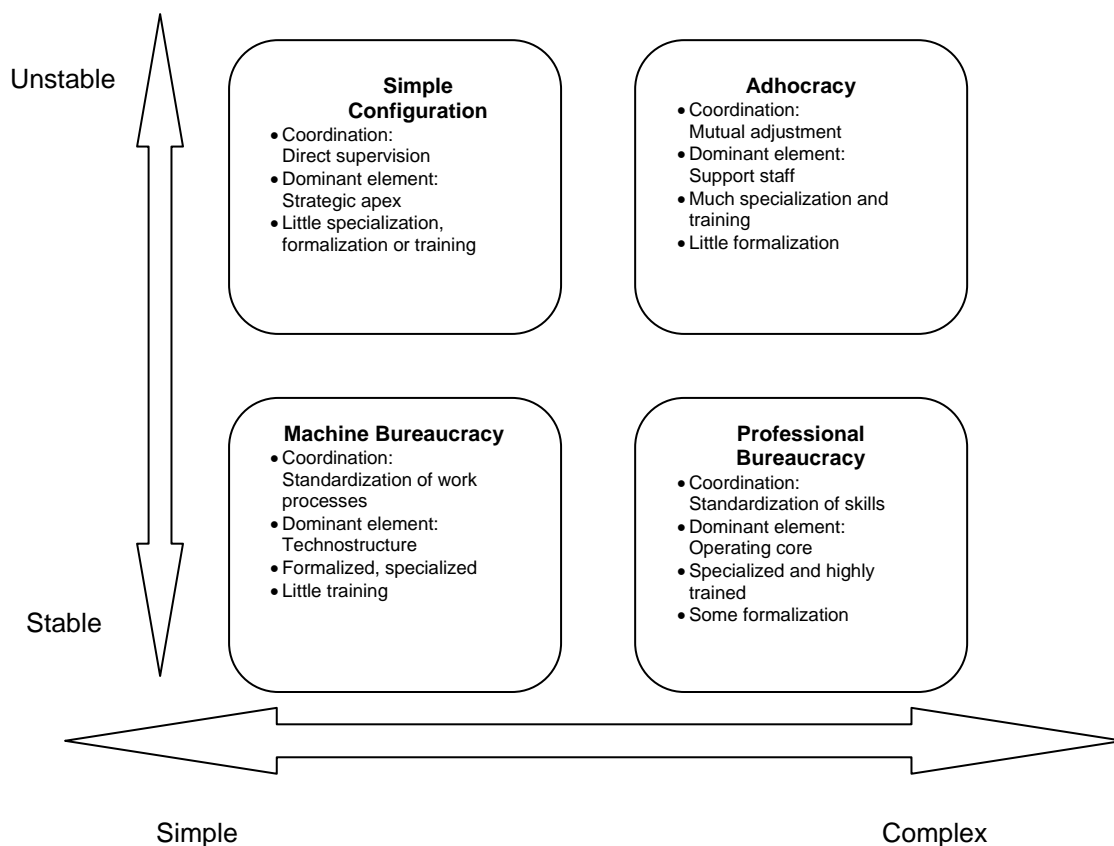 Unstable
Simple
Configuration
• Coordination:
Direct supervision
• Dominant element:
Strategic apex
• Little specialization,
formalization or training
Adhocracy
• Coordination:
Mutual adjustment
• Dominant element:
Support staff
• Much specialization and
training
• Little formalization
Machine Bureaucracy
• Coordination:
Standardization of work
processes
• Dominant element:
Technostructure
• Formalized, specialized
• Little training
Professional
Bureaucracy
• Coordination:
Standardization of skills
• Dominant element:
Operating core
• Specialized and highly
trained
• Some formalization
Stable
Simple
Complex